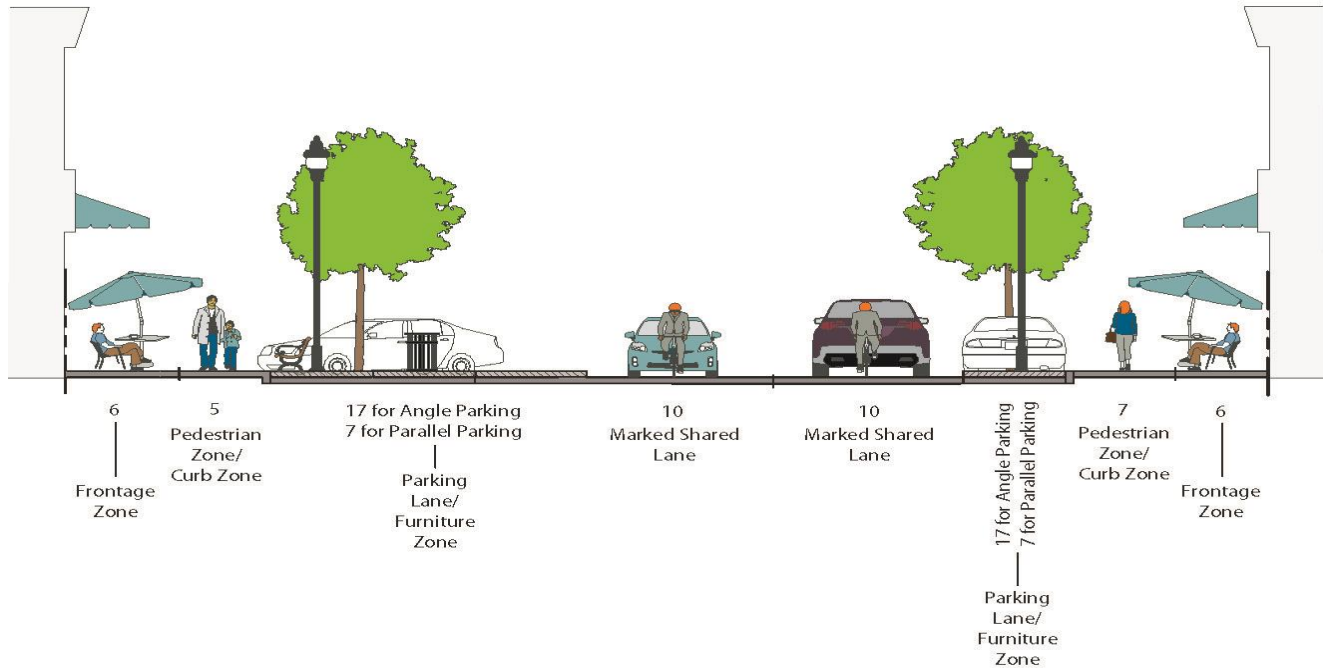 6
Frontage
Zone
5
Pedestrian
Zone/
Curb Zone
17 for Angle Parking
7 for Parallel Parking
Parking
Lane/
Furniture
Zone
10
Marked Shared
Lane
10
Marked Shared
Lane
17 for Angle Parking
7 for Parallel Parking
Parking
Lane/
Furniture
Zone
7
Pedestrian
Zone/
Curb Zone
6
Frontage
Zone